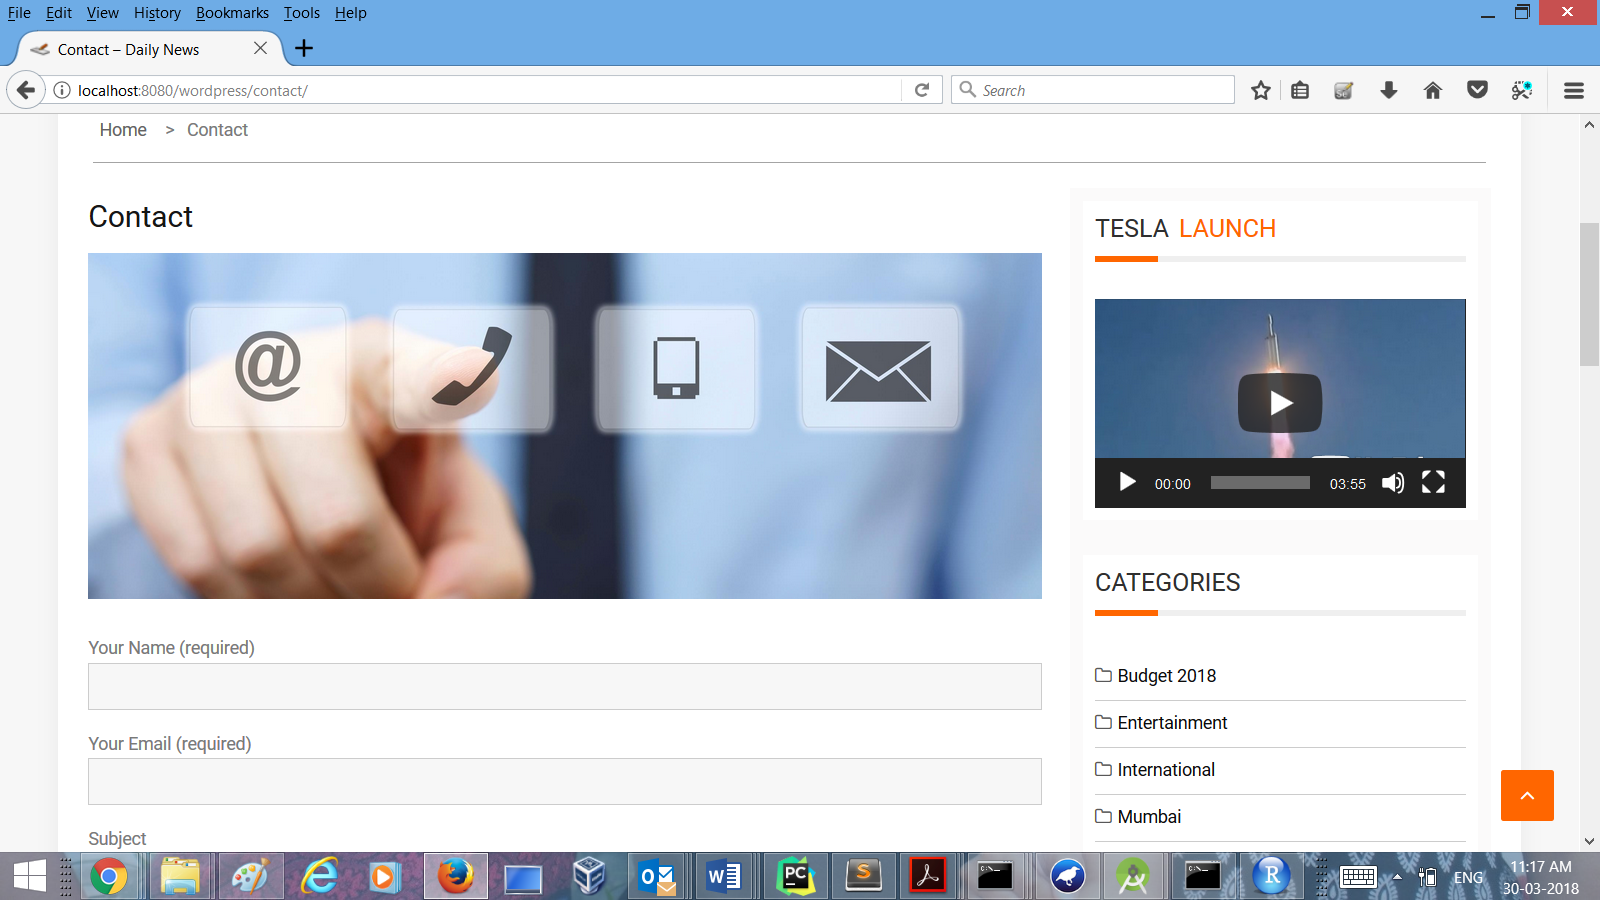 File Edit View History Bookmarks Tools Help
Contact – Daily News
localhost:8080/wordpress/contact/
Search
Home > Contact
Contact
@
Your Name (required)
Your Email (required)
Subject
TESLA LAUNCH
00:00 03:55
CATEGORIES
Budget 2018
Entertainment
International
Mumbai
PC
S
R
ENG
11:17 AM
30-03-2018